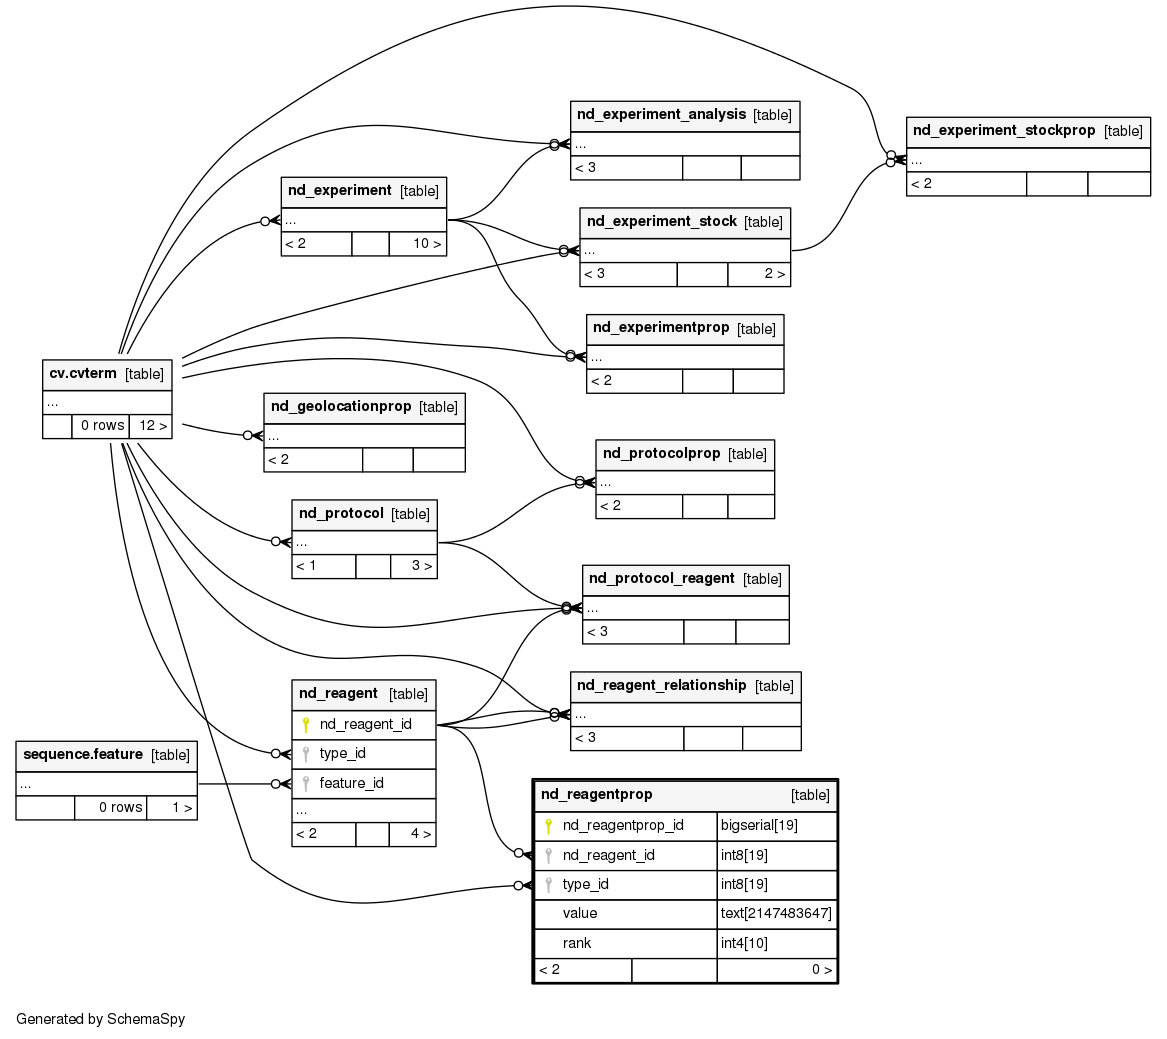 nd_experiment_analysis [table]
...
< 3
nd_experiment_stockprop [table]
...
< 2
nd_experiment [table]
...
< 2 10 >
nd_experiment_stock [table]
...
< 3 2 >
nd_experimentprop [table]
...
< 2
cv.cvterm [table]
...
0 rows 12 >
nd_geolocationprop [table]
...
< 2
nd_protocolprop [table]
...
< 2
nd_protocol [table]
...
< 1 3 >
nd_protocol_reagent [table]
...
< 3
nd_reagent_relationship [table]
...
< 3
nd_reagent [table]
nd_reagent_id
type_id
feature_id
...
< 2 4 >
sequence.feature [table]
...
0 rows 1 >
nd_reagentprop [table]
nd_reagentprop_id bigserial[19]
nd_reagent_id int8[19]
type_id int8[19]
value text[2147483647]
rank int4[10]
< 2 0 >
Generated by SchemaSpy